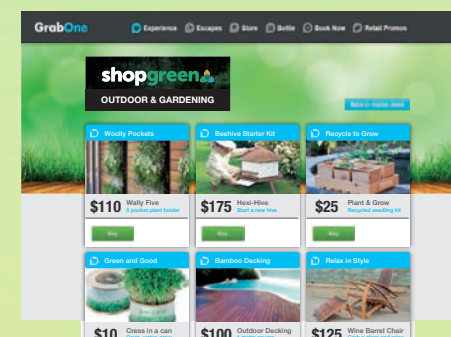 GrabOne
Experience Escapes Store Bottle Book Now Retail Promos
shopgreen
OUTDOOR & GARDENING
Woolly Pockets
Beehive Starter Kit
Recycle to Grow
$110 Wally Five
5 pocket plant holder
$175 Hexi-Hive
Start a new hive
$25 Plant & Grow
Recycled seedling kit
Buy
Buy
Buy
Green and Good
Bamboo Decking
Relax in Style
$10 Cress in a can
$100 Outdoor Decking
$125 Wine Barrel Chair